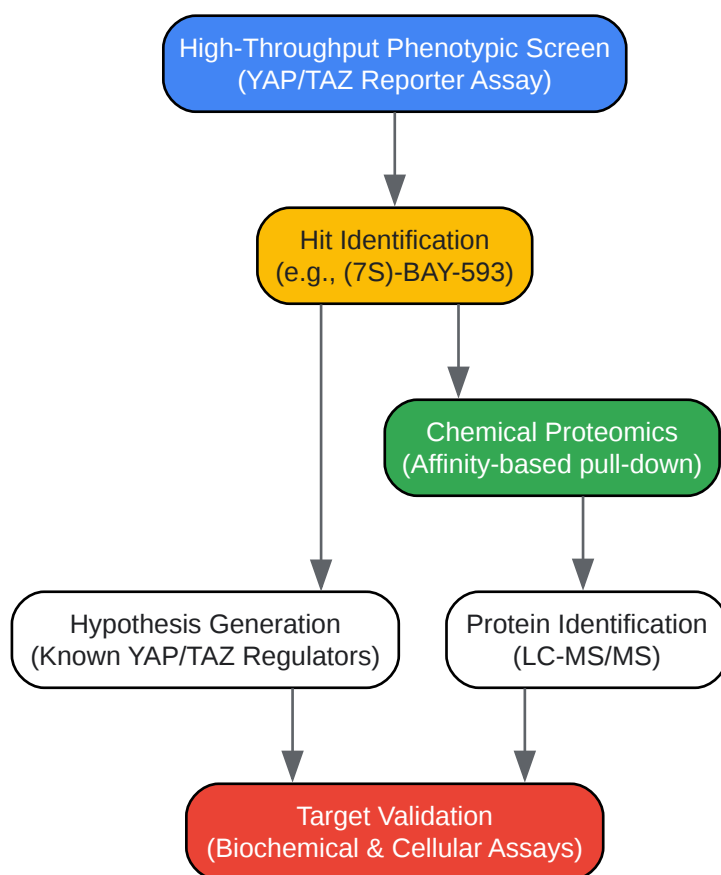 High-Throughput Phenotypic Screen
(YAP/TAZ Reporter Assay)
Hit Identification
(e.g., (7S)-BAY-593)
Chemical Proteomics
(Affinity-based pull-down)
Hypothesis Generation
(Known YAP/TAZ Regulators)
Protein Identification
(LC-MS/MS)
Target Validation
(Biochemical & Cellular Assays)